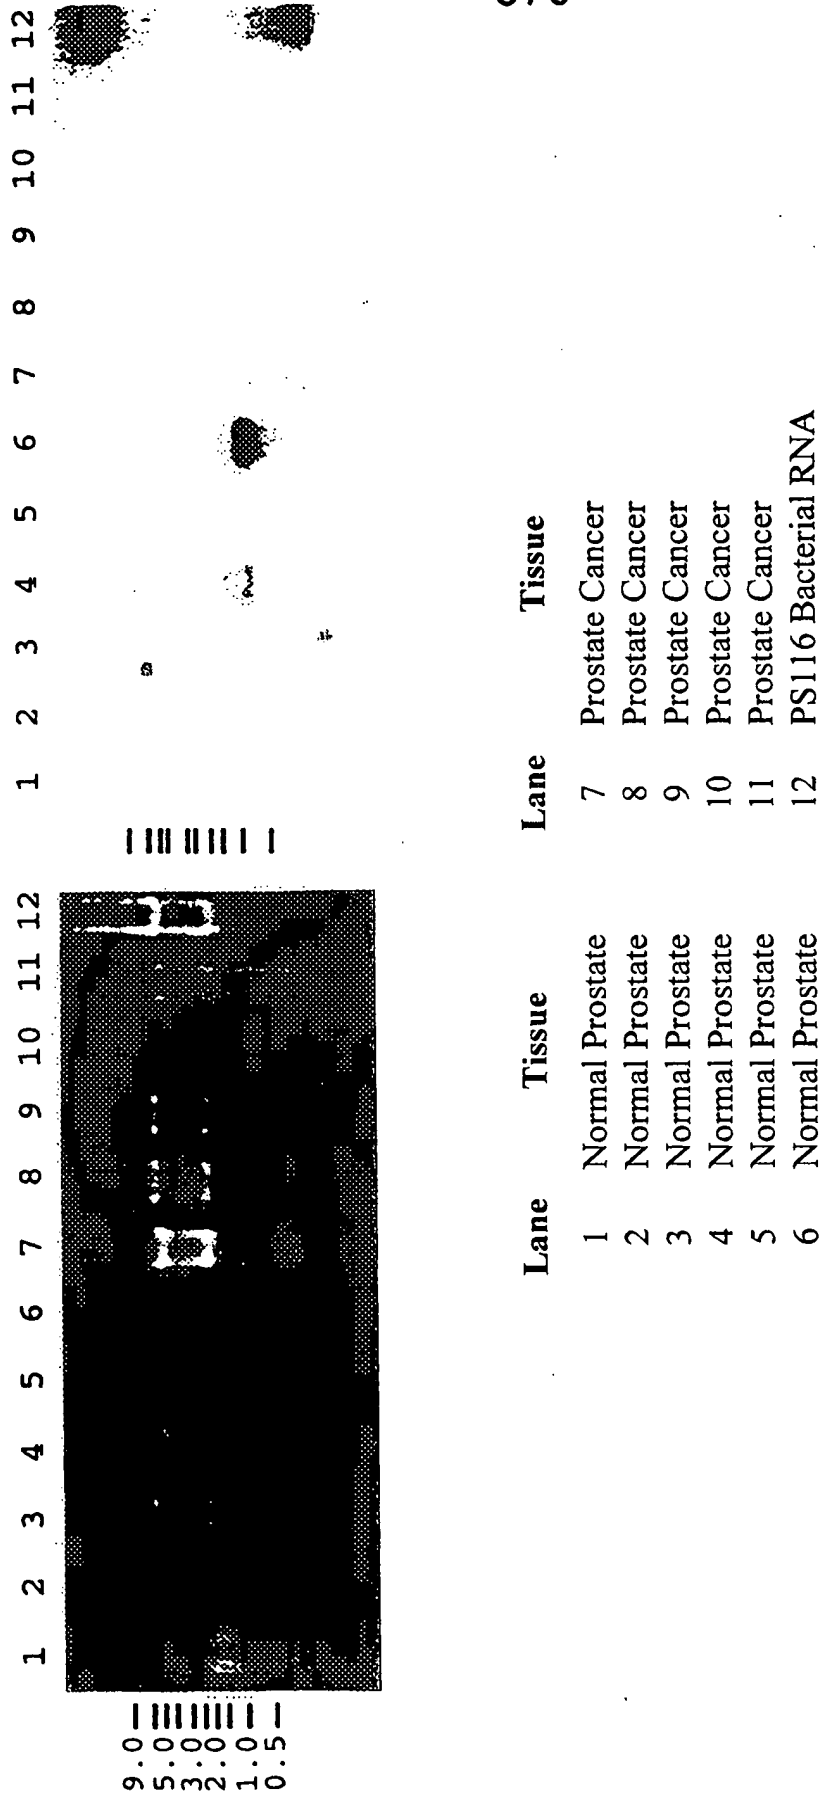 1 2 3 4 5 6 7 8 9 10 11 12
9.0
5.0
3.0
2.0
1.0
0.5
1 2 3 4 5 6 7 8 9 10 11 12
Lane Tissue
1 Normal Prostate
2 Normal Prostate
3 Normal Prostate
4 Normal Prostate
5 Normal Prostate
6 Normal Prostate
Lane Tissue
7 Prostate Cancer
8 Prostate Cancer
9 Prostate Cancer
10 Prostate Cancer
11 Prostate Cancer
12 PS116 Bacterial RNA